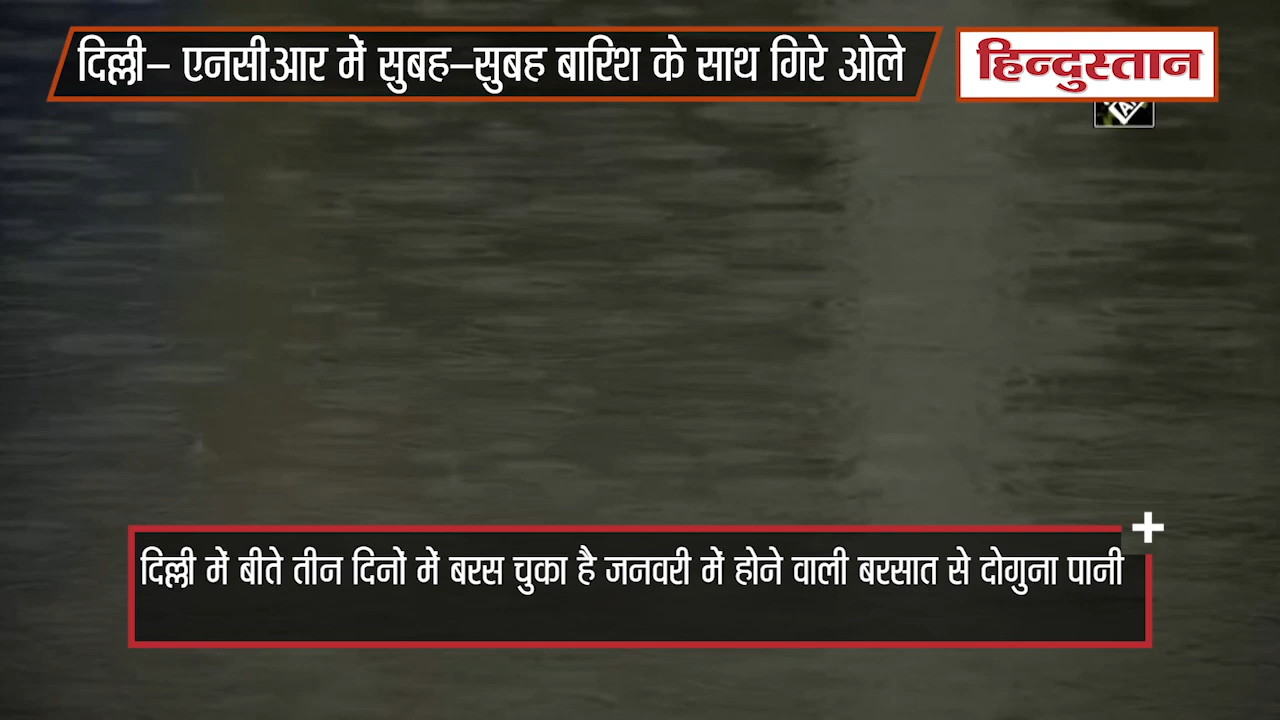 दिल्ली- एनसीआर में सुबह-सुबह बारिश के साथ गिरे ओले
हिन्दुस्तान
दिल्ली में बीते तीन दिनों में बरस चुका है जनवरी में होने वाली बरसात से दोगुना पानी